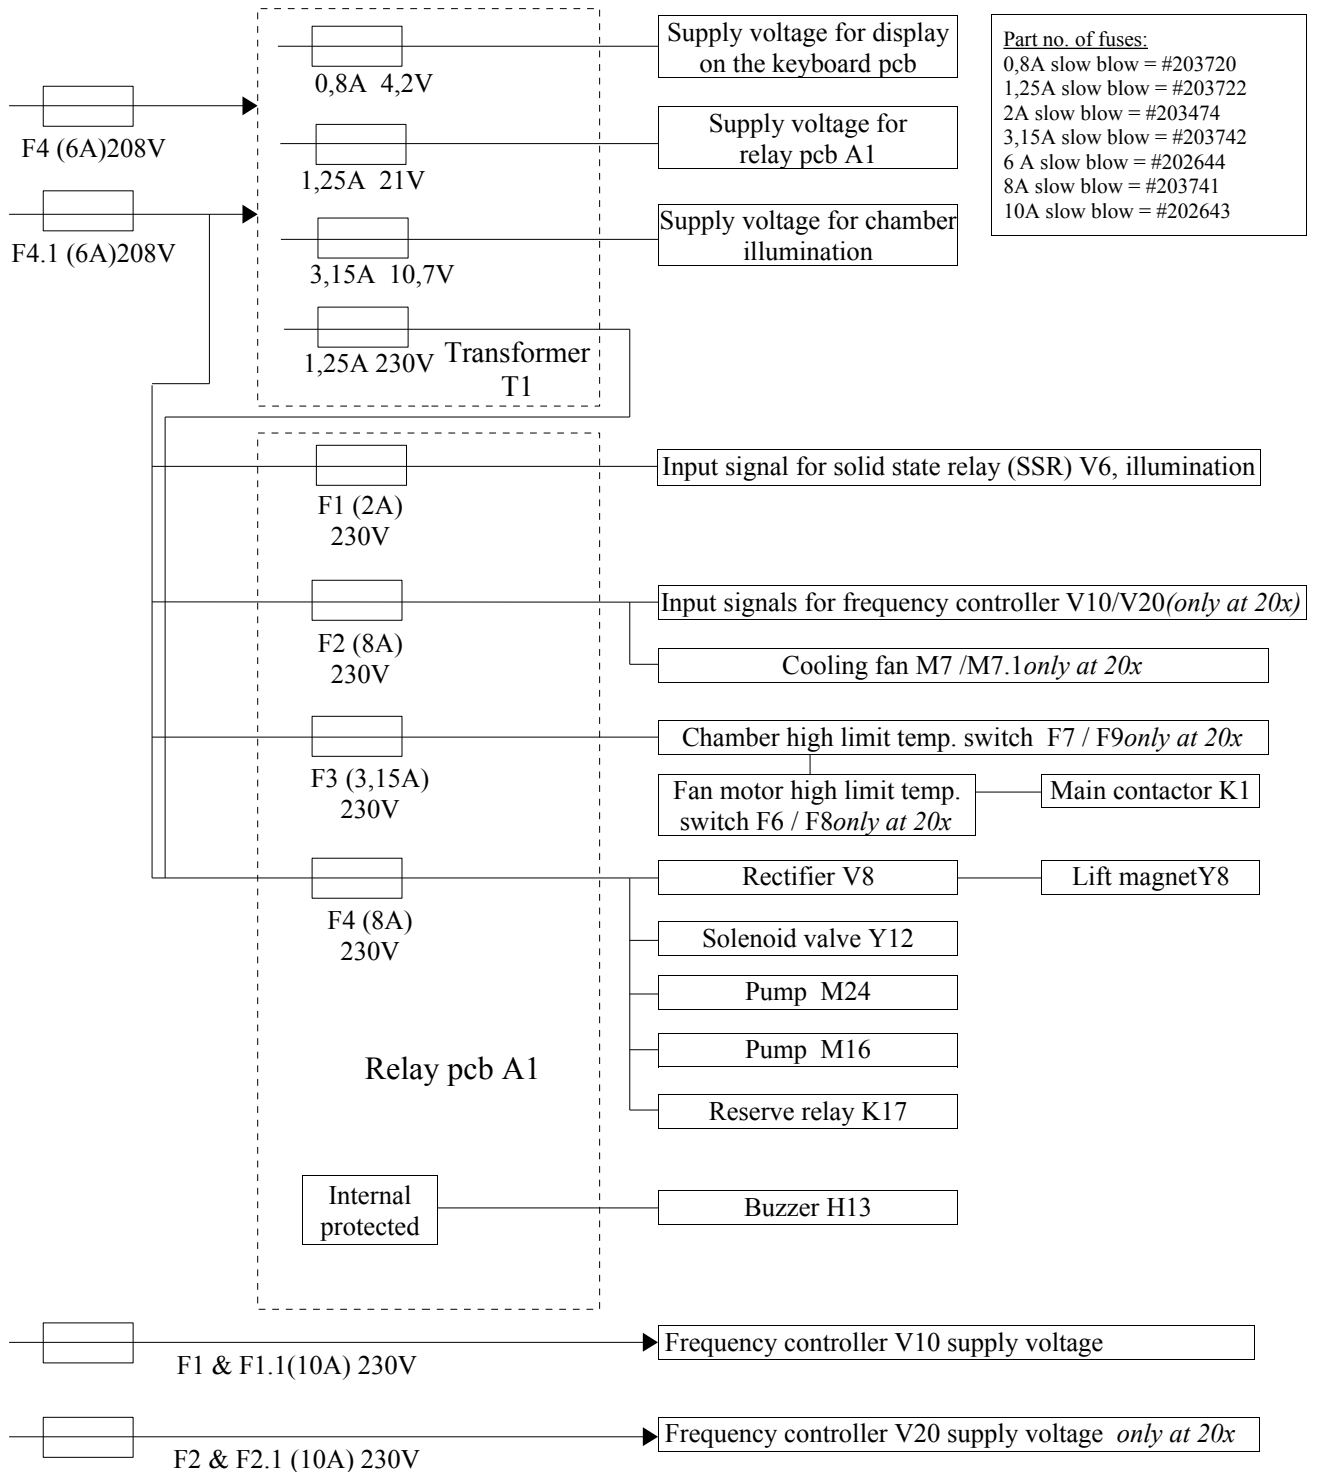 Supply voltage for display
on the keyboard pcb
0,8A 4,2V
F4 (6A)208V
Supply voltage for
relay pcb A1
1,25A 21V
F4.1 (6A)208V
Supply voltage for chamber
illumination
3,15A 10,7V
1,25A 230V
Transformer
T1
Part no. of fuses:
0,8A slow blow = #203720
1,25A slow blow = #203722
2A slow blow = #203474
3,15A slow blow = #203742
6 A slow blow = #202644
8A slow blow = #203741
10A slow blow = #202643
Input signal for solid state relay (SSR) V6, illumination
F1 (2A)
230V
Input signals for frequency controller V10/V20(only at 20x)
F2 (8A)
230V
Cooling fan M7 /M7.1only at 20x
Chamber high limit temp. switch F7 / F9only at 20x
F3 (3,15A)
230V
Fan motor high limit temp.
switch F6 / F8only at 20x
Main contactor K1
Rectifier V8
Lift magnetY8
F4 (8A)
230V
Solenoid valve Y12
Pump M24
Pump M16
Relay pcb A1
Reserve relay K17
Internal
protected
Buzzer H13
Frequency controller V10 supply voltage
F1 & F1.1(10A) 230V
Frequency controller V20 supply voltage only at 20x
F2 & F2.1 (10A) 230V